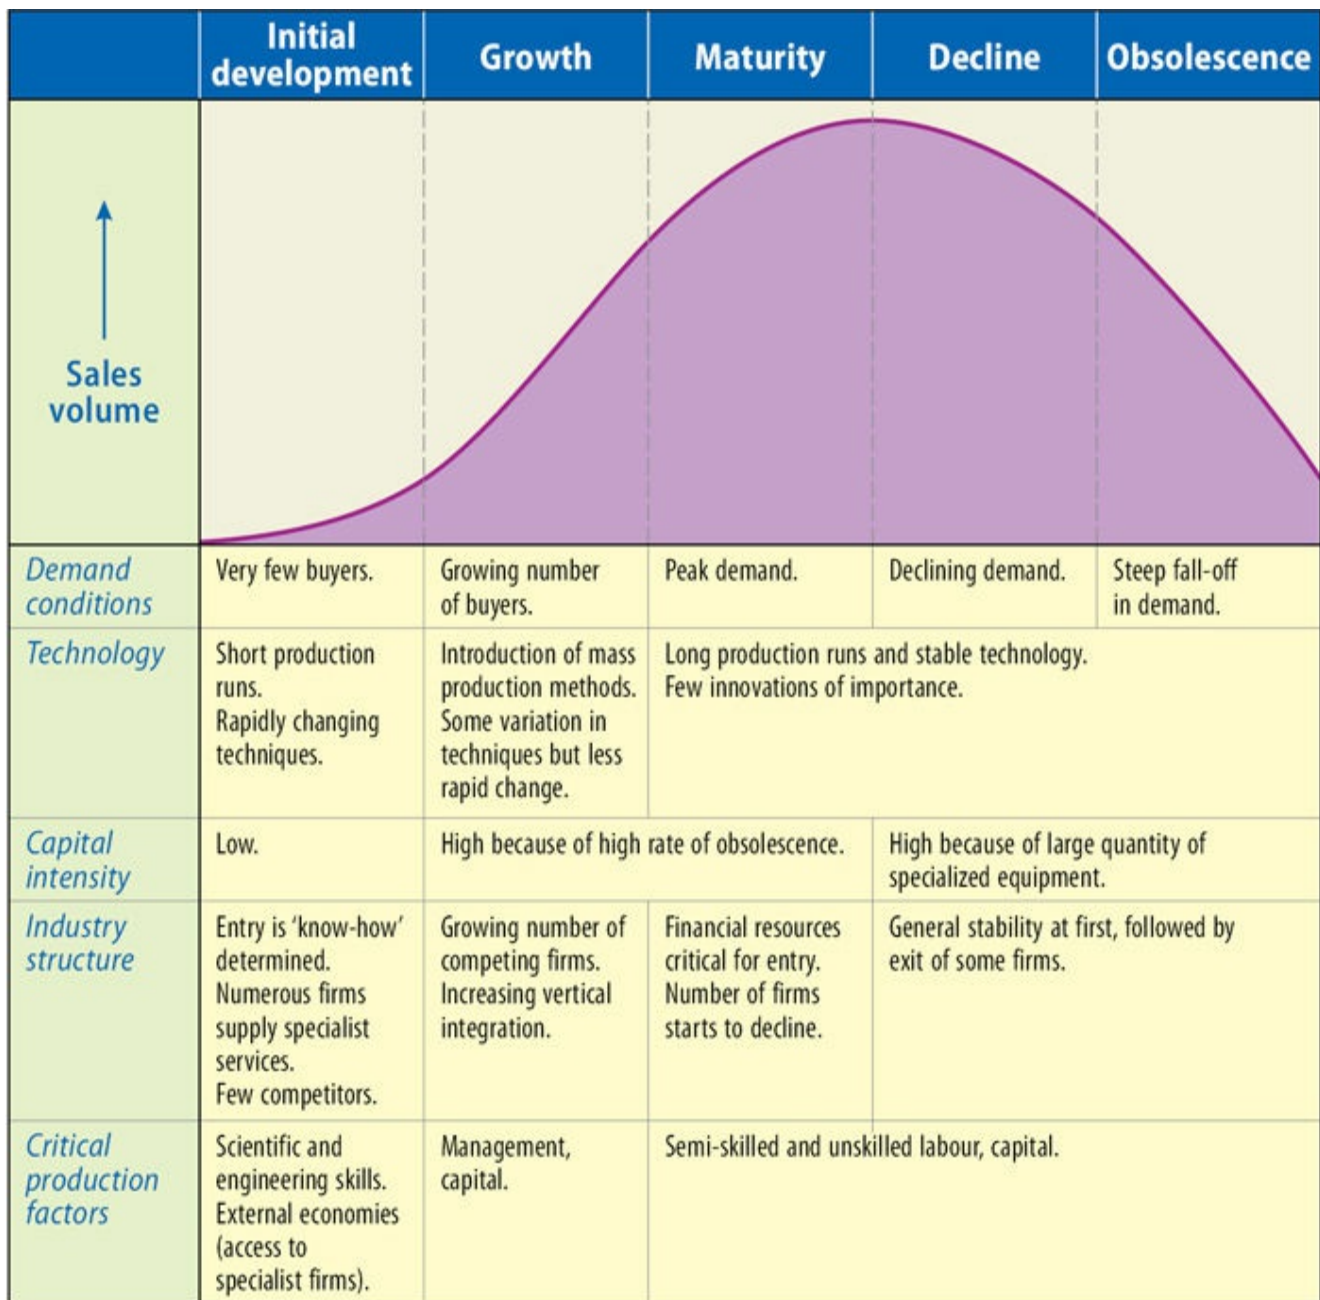 Initial
development
Growth
Maturity
Decline
Obsolescence
Sales
volume
Demand
conditions
Very few buyers.
Growing number
of buyers.
Peak demand.
Declining demand.
Steep fall-off
in demand.
Technology
Short production
runs.
Rapidly changing
techniques.
Introduction of mass
production methods.
Some variation in
techniques but less
rapid change.
Long production runs and stable technology.
Few innovations of importance.
Capital
intensity
Low.
High because of high rate of obsolescence.
High because of large quantity of
specialized equipment.
Industry
structure
Entry is ‘know-how’
determined.
Numerous firms
supply specialist
services.
Few competitors.
Growing number of
competing firms.
Increasing vertical
integration.
Financial resources
critical for entry.
Number of firms
starts to decline.
General stability at first, followed by
exit of some firms.
Critical
production
factors
Scientific and
engineering skills.
External economies
(access to
specialist firms).
Management,
capital.
Semi-skilled and unskilled labour, capital.